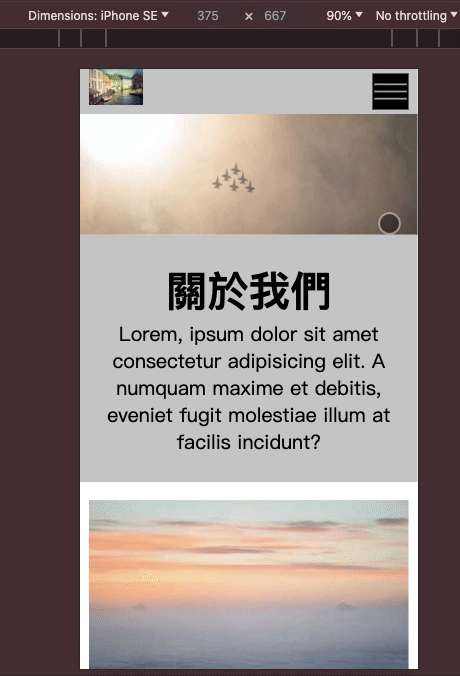 Dimensions: iPhone SE ▼ 375 × 667 90% ▼ No throttling ▼
關於我們
Lorem, ipsum dolor sit amet
consectetur adipisicing elit. A
numquam maxime et debitis,
eveniet fugit molestiae illum at
facilis incidunt?